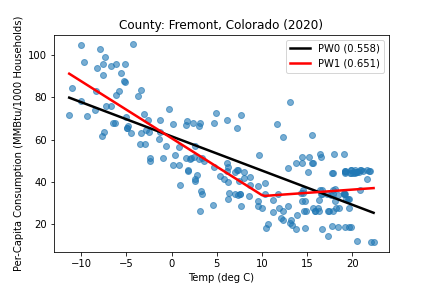 County: Fremont, Colorado (2020)
PW0 (0.558)
PW1 (0.651)
Per-Capita Consumption (MMBtu/1000 Households)
100
80
60
40
20
−10 −5 0 5 10 15 20
Temp (deg C)